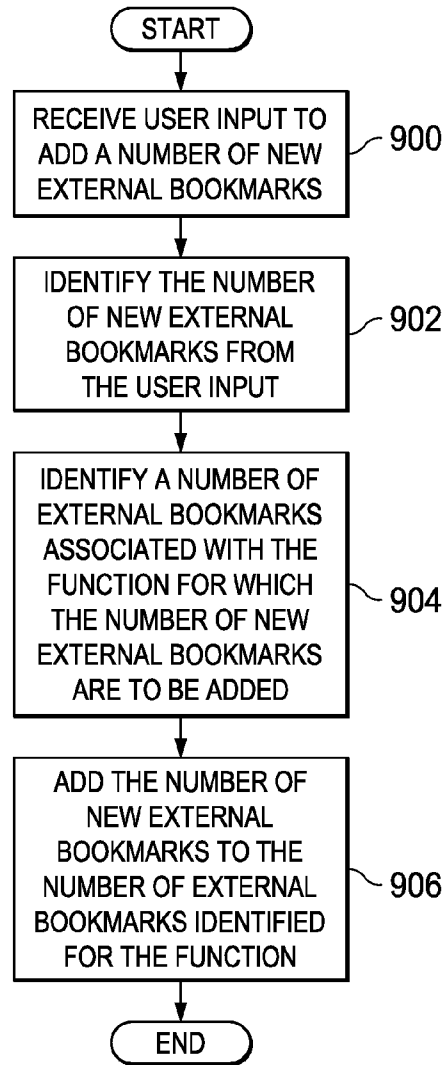 START
RECEIVE USER INPUT TO
ADD A NUMBER OF NEW
EXTERNAL BOOKMARKS
900
IDENTIFY THE NUMBER
OF NEW EXTERNAL
BOOKMARKS FROM
THE USER INPUT
902
IDENTIFY A NUMBER OF
EXTERNAL BOOKMARKS
ASSOCIATED WITH THE
FUNCTION FOR WHICH
THE NUMBER OF NEW
EXTERNAL BOOKMARKS
ARE TO BE ADDED
904
ADD THE NUMBER OF
NEW EXTERNAL
BOOKMARKS TO THE
NUMBER OF EXTERNAL
BOOKMARKS IDENTIFIED
FOR THE FUNCTION
906
END